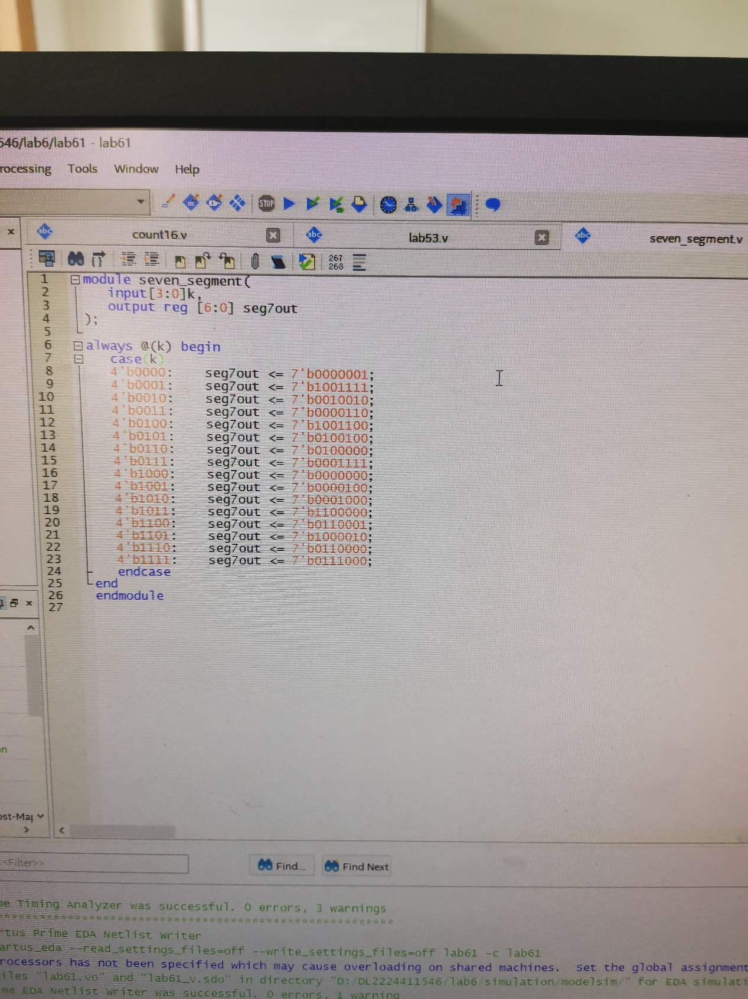 546/lab6/lab61 - lab61
rocessing Tools Window Help
STOP
abc count16.v abc lab53.v abc seven_segment.v
267
268
1 module seven_segment(
2 input[3:0]k,
3 output reg [6:0] seg7out
4 );
5
6 always @(k) begin
7 case(k)
8 4'b0000: seg7out <= 7'b0000001;
9 4'b0001: seg7out <= 7'b1001111;
10 4'b0010: seg7out <= 7'b0010010;
11 4'b0011: seg7out <= 7'b0000110;
12 4'b0100: seg7out <= 7'b1001100;
13 4'b0101: seg7out <= 7'b0100100;
14 4'b0110: seg7out <= 7'b0100000;
15 4'b0111: seg7out <= 7'b0001111;
16 4'b1000: seg7out <= 7'b0000000;
17 4'b1001: seg7out <= 7'b0000100;
18 4'b1010: seg7out <= 7'b0001000;
19 4'b1011: seg7out <= 7'b1100000;
20 4'b1100: seg7out <= 7'b0110001;
21 4'b1101: seg7out <= 7'b1000010;
22 4'b1110: seg7out <= 7'b0110000;
23 4'b1111: seg7out <= 7'b0111000;
24 endcase
25 end
26 endmodule
27
n
ost-Map
<<Filter>> Find... Find Next
me Timing Analyzer was successful. 0 errors, 3 warnings
rtus Prime EDA Netlist Writer
artus_eda --read_settings_files=off --write_settings_files=off lab61 -c lab61
rocessors has not been specified which may cause overloading on shared machines. Set the global assignment
iles "lab61.vo" and "lab61_v.sdo" in directory "D:/DL2224411546/lab6/simulation/modelsim/" for EDA simulati
me EDA Netlist Writer was successful. 0 errors, 1 warning